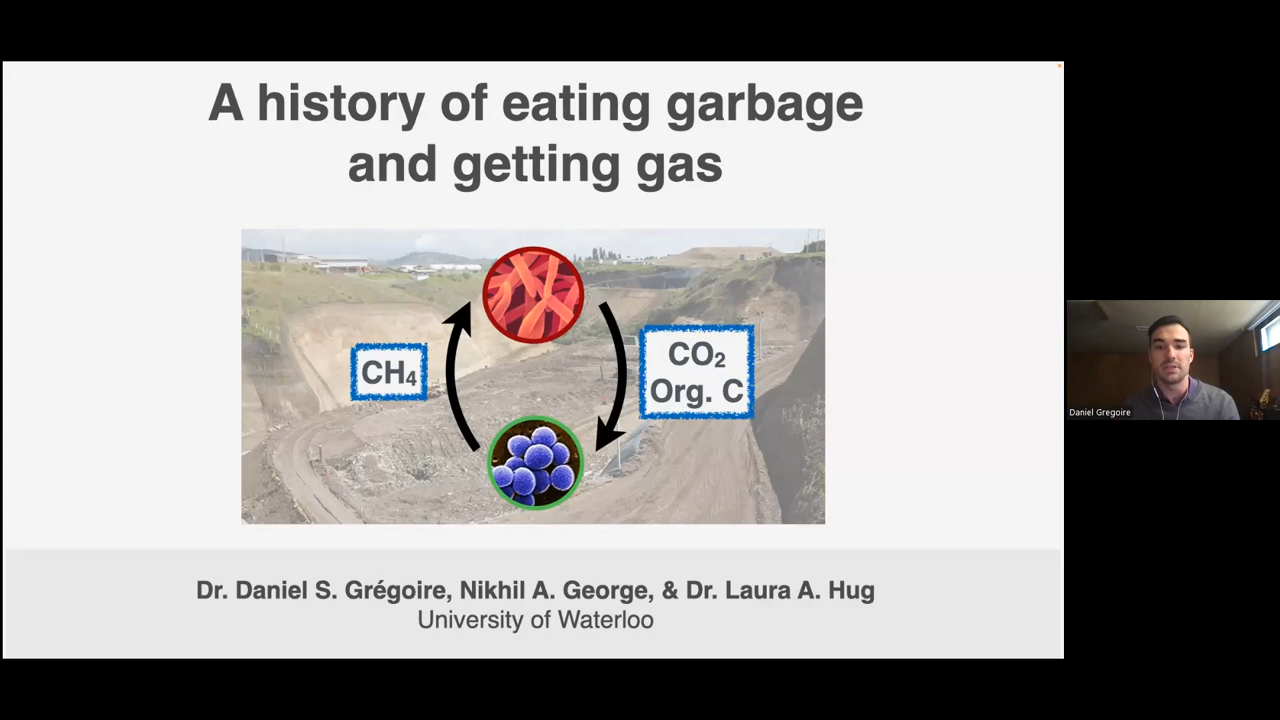 A history of eating garbage
and getting gas
CH₄
CO₂
Org. C
Daniel Gregoire
Dr. Daniel S. Grégoire, Nikhil A. George, & Dr. Laura A. Hug
University of Waterloo